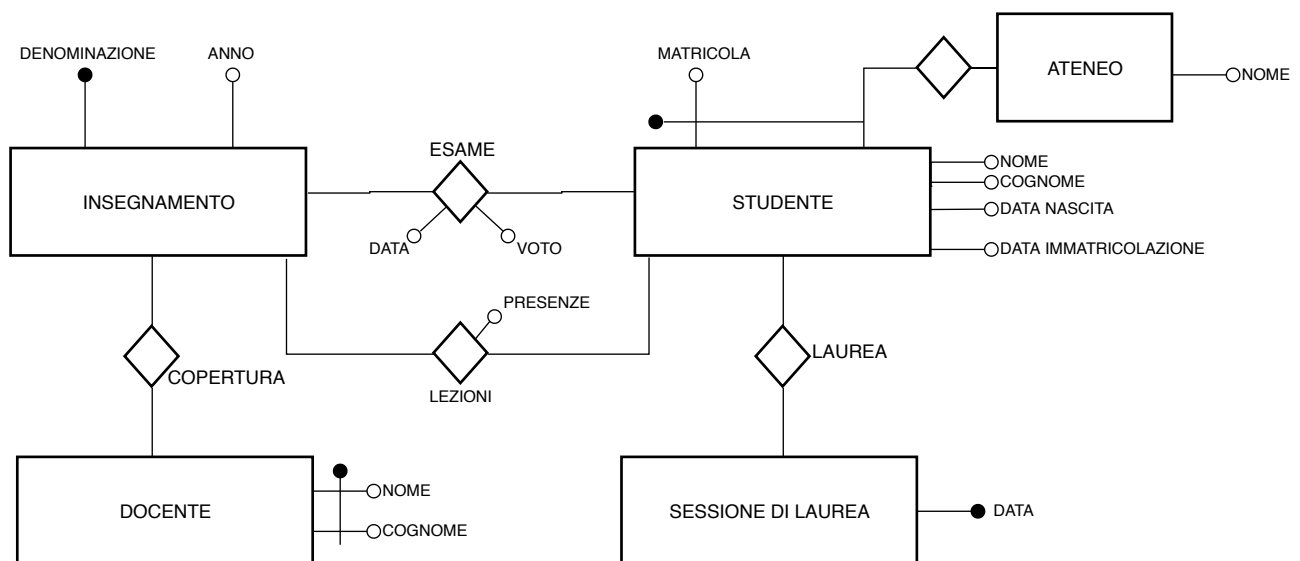 DENOMINAZIONE
ANNO
MATRICOLA
ATENEO
NOME
ESAME
INSEGNAMENTO
STUDENTE
NOME
COGNOME
DATA NASCITA
DATA IMMATRICOLAZIONE
DATA
VOTO
PRESENZE
LAUREA
COPERTURA
LEZIONI
DOCENTE
NOME
COGNOME
SESSIONE DI LAUREA
DATA